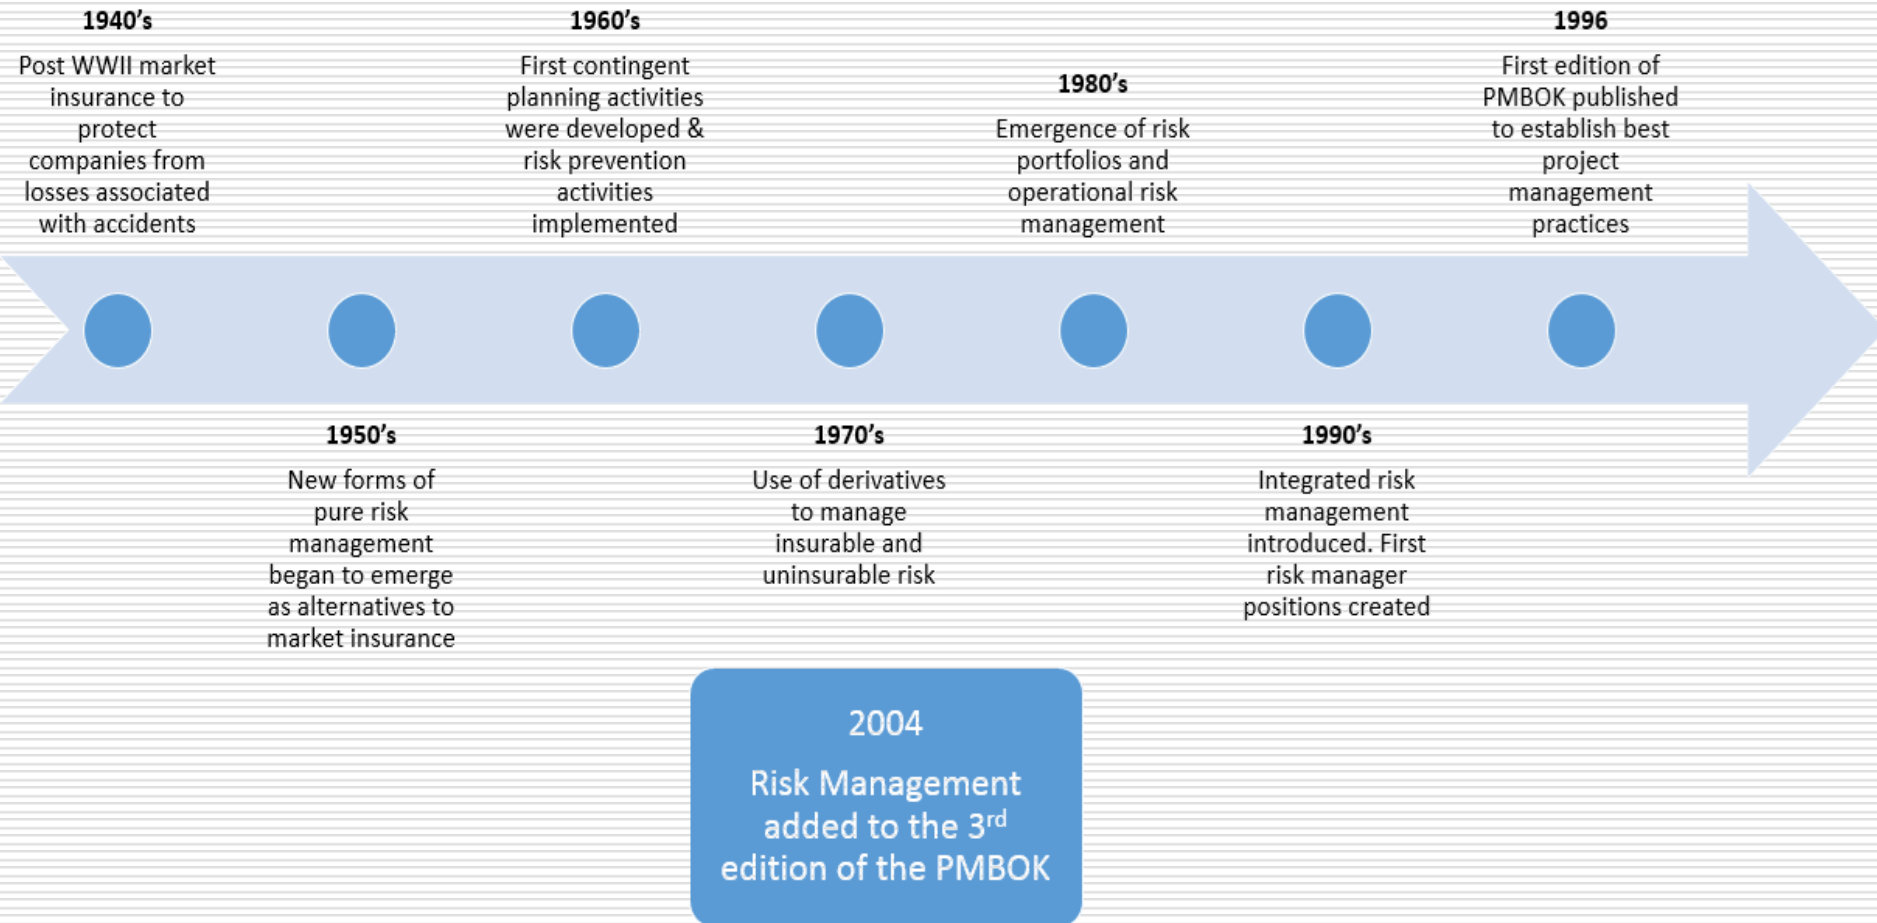 1940’s
Post WWII market
insurance to
protect
companies from
losses associated
with accidents
1950’s
New forms of
pure risk
management
began to emerge
as alternatives to
market insurance
1960’s
First contingent
planning activities
were developed &
risk prevention
activities
implemented
1970’s
Use of derivatives
to manage
insurable and
uninsurable risk
1980’s
Emergence of risk
portfolios and
operational risk
management
1990’s
Integrated risk
management
introduced. First
risk manager
positions created
1996
First edition of
PMBOK published
to establish best
project
management
practices
2004
Risk Management
added to the 3rd
edition of the PMBOK